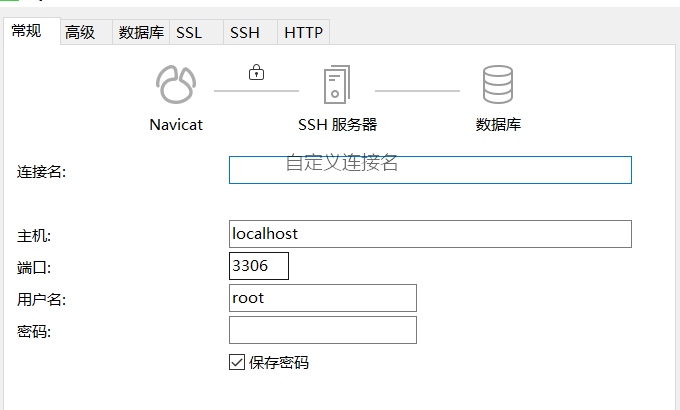 常规 高级 数据库 SSL SSH HTTP
Navicat SSH 服务器 数据库
连接名: 自定义连接名
主机: localhost
端口: 3306
用户名: root
密码:
保存密码